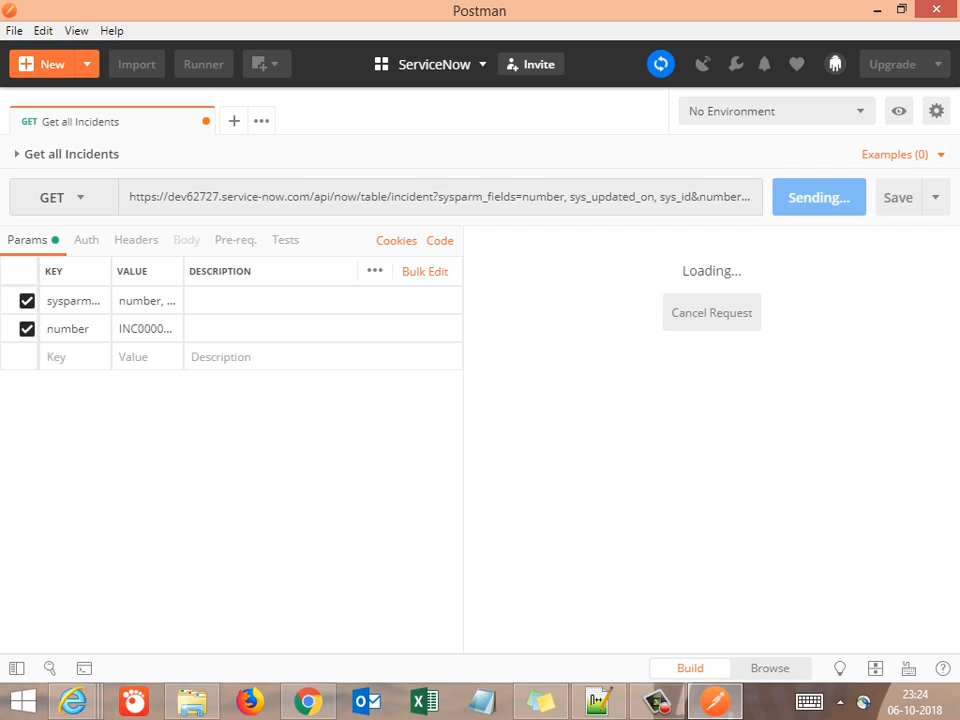 Postman
File Edit View Help
New Import Runner ServiceNow Invite Upgrade
GET Get all Incidents No Environment
Get all Incidents Examples (0)
GET https://dev62727.service-now.com/api/now/table/incident?sysparm_fields=number, sys_updated_on, sys_id&number... Sending... Save
Params Auth Headers Body Pre-req. Tests Cookies Code
KEY VALUE DESCRIPTION Bulk Edit
sysparm... number, ...
number INC0000...
Key Value Description
Loading...
Cancel Request
Build Browse
23:24
06-10-2018